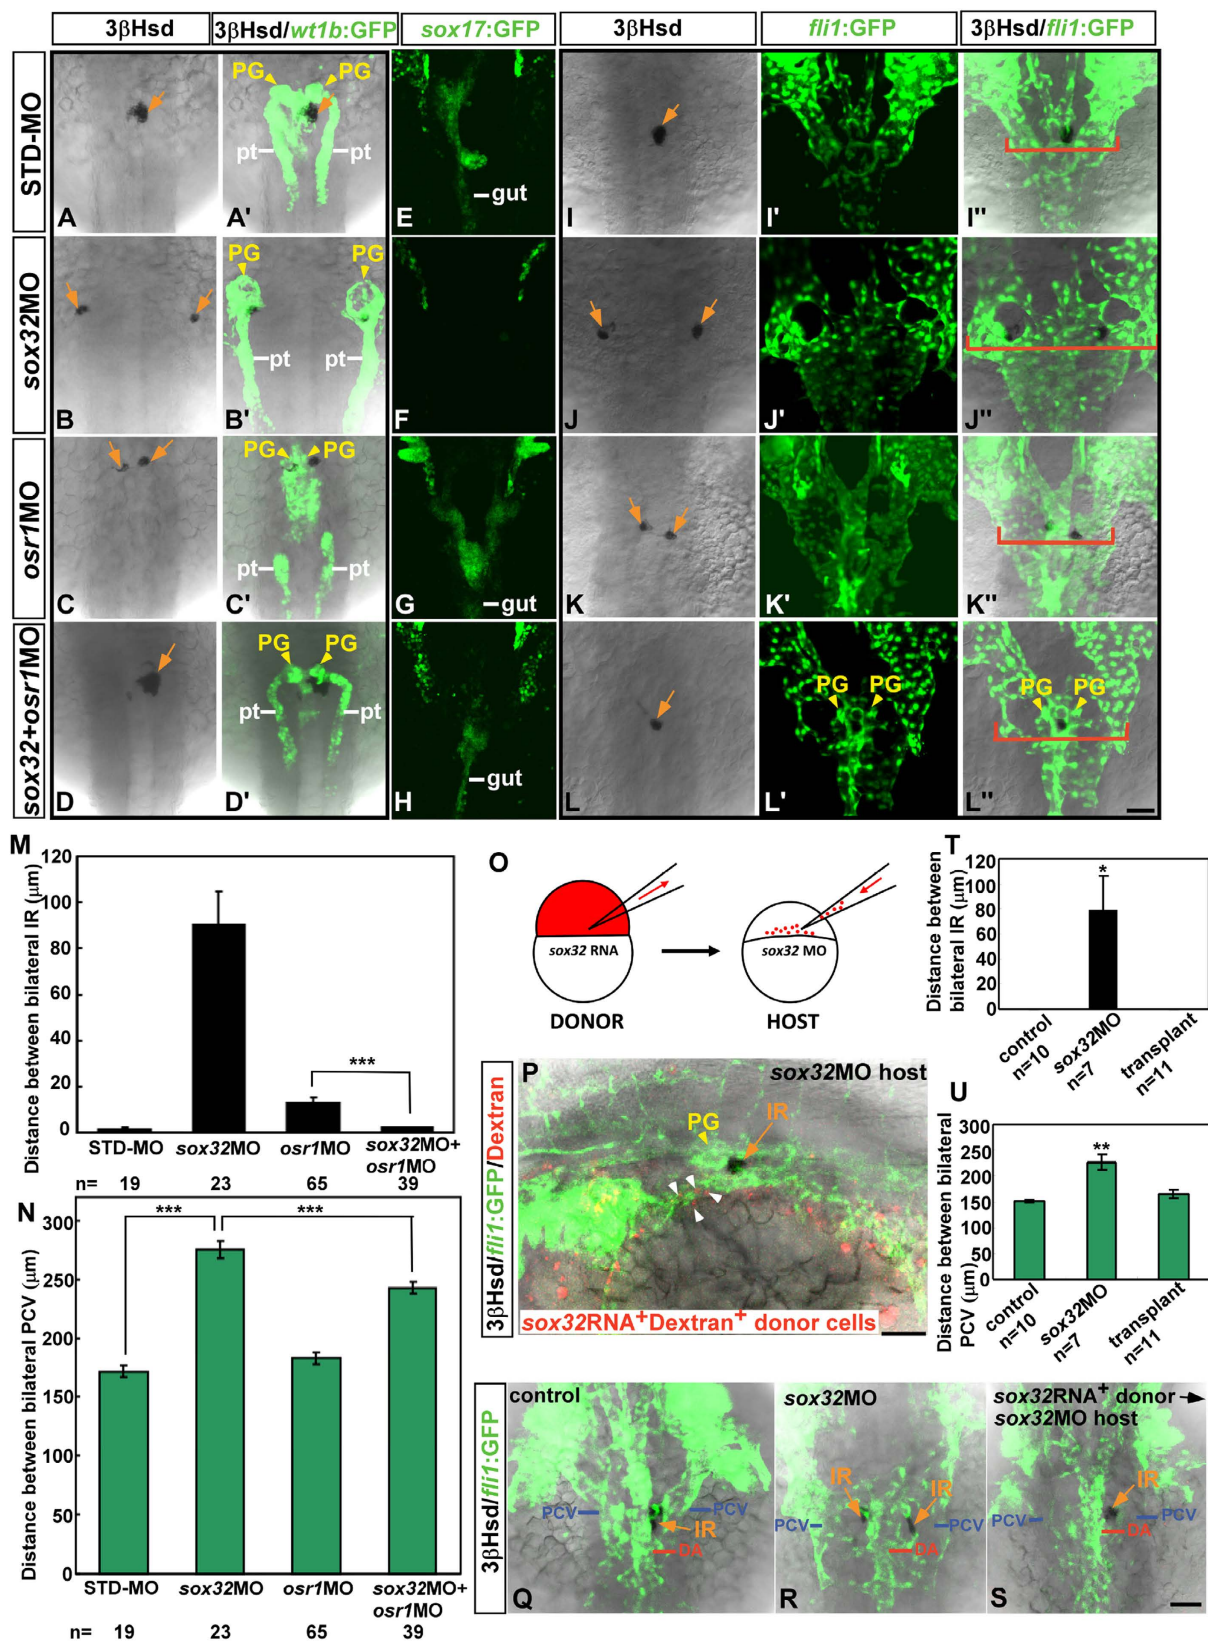 3βHsd
3βHsd/wt1b:GFP
sox17:GFP
3βHsd
fli1:GFP
3βHsd/fli1:GFP
STD-MO
PG PG
pt pt
gut
A A' E I I' I''
sox32MO
PG PG
pt pt
B B' F J J' J''
osr1MO
PG PG
pt pt
gut
C C' G K K' K''
sox32+osr1MO
PG PG
pt pt
gut
PG PG
PG PG
D D' H L L' L''
M
Distance between bilateral IR (μm)
120
100
80
60
40
20
0
***
STD-MO sox32MO osr1MO sox32MO+
osr1MO
n= 19 23 65 39
N
Distance between bilateral PCV (μm)
300
250
200
150
100
50
0
*** ***
STD-MO sox32MO osr1MO sox32MO+
osr1MO
n= 19 23 65 39
O
sox32 RNA
sox32 MO
DONOR
HOST
P
3βHsd/fli1:GFP/Dextran
sox32MO host
IR
PG
sox32RNA+Dextran+ donor cells
T
Distance between
bilateral IR (μm)
120
100
80
60
40
20
0
*
control
n=10
sox32MO
n=7
transplant
n=11
U
Distance between bilateral
PCV (μm)
300
250
200
150
100
50
0
**
control
n=10
sox32MO
n=7
transplant
n=11
3βHsd/fli1:GFP
control
PCV
PCV
IR
DA
Q
sox32MO
IR
IR
PCV
PCV
DA
R
sox32RNA+ donor
sox32MO host
IR
PCV
PCV
DA
S